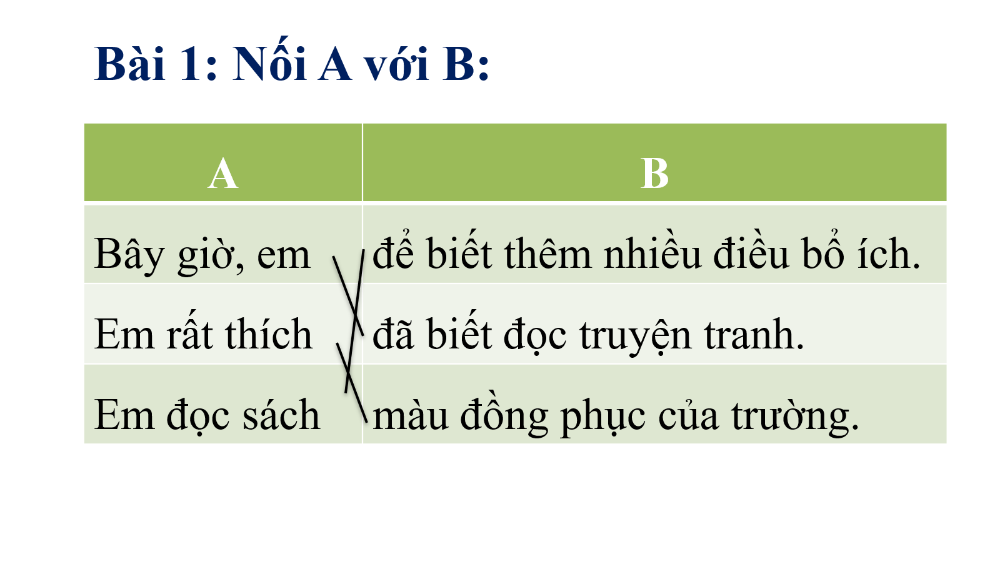 Bài 1: Nối A với B:
A B
Bây giờ, em để biết thêm nhiều điều bổ ích.
Em rất thích đã biết đọc truyện tranh.
Em đọc sách màu đồng phục của trường.